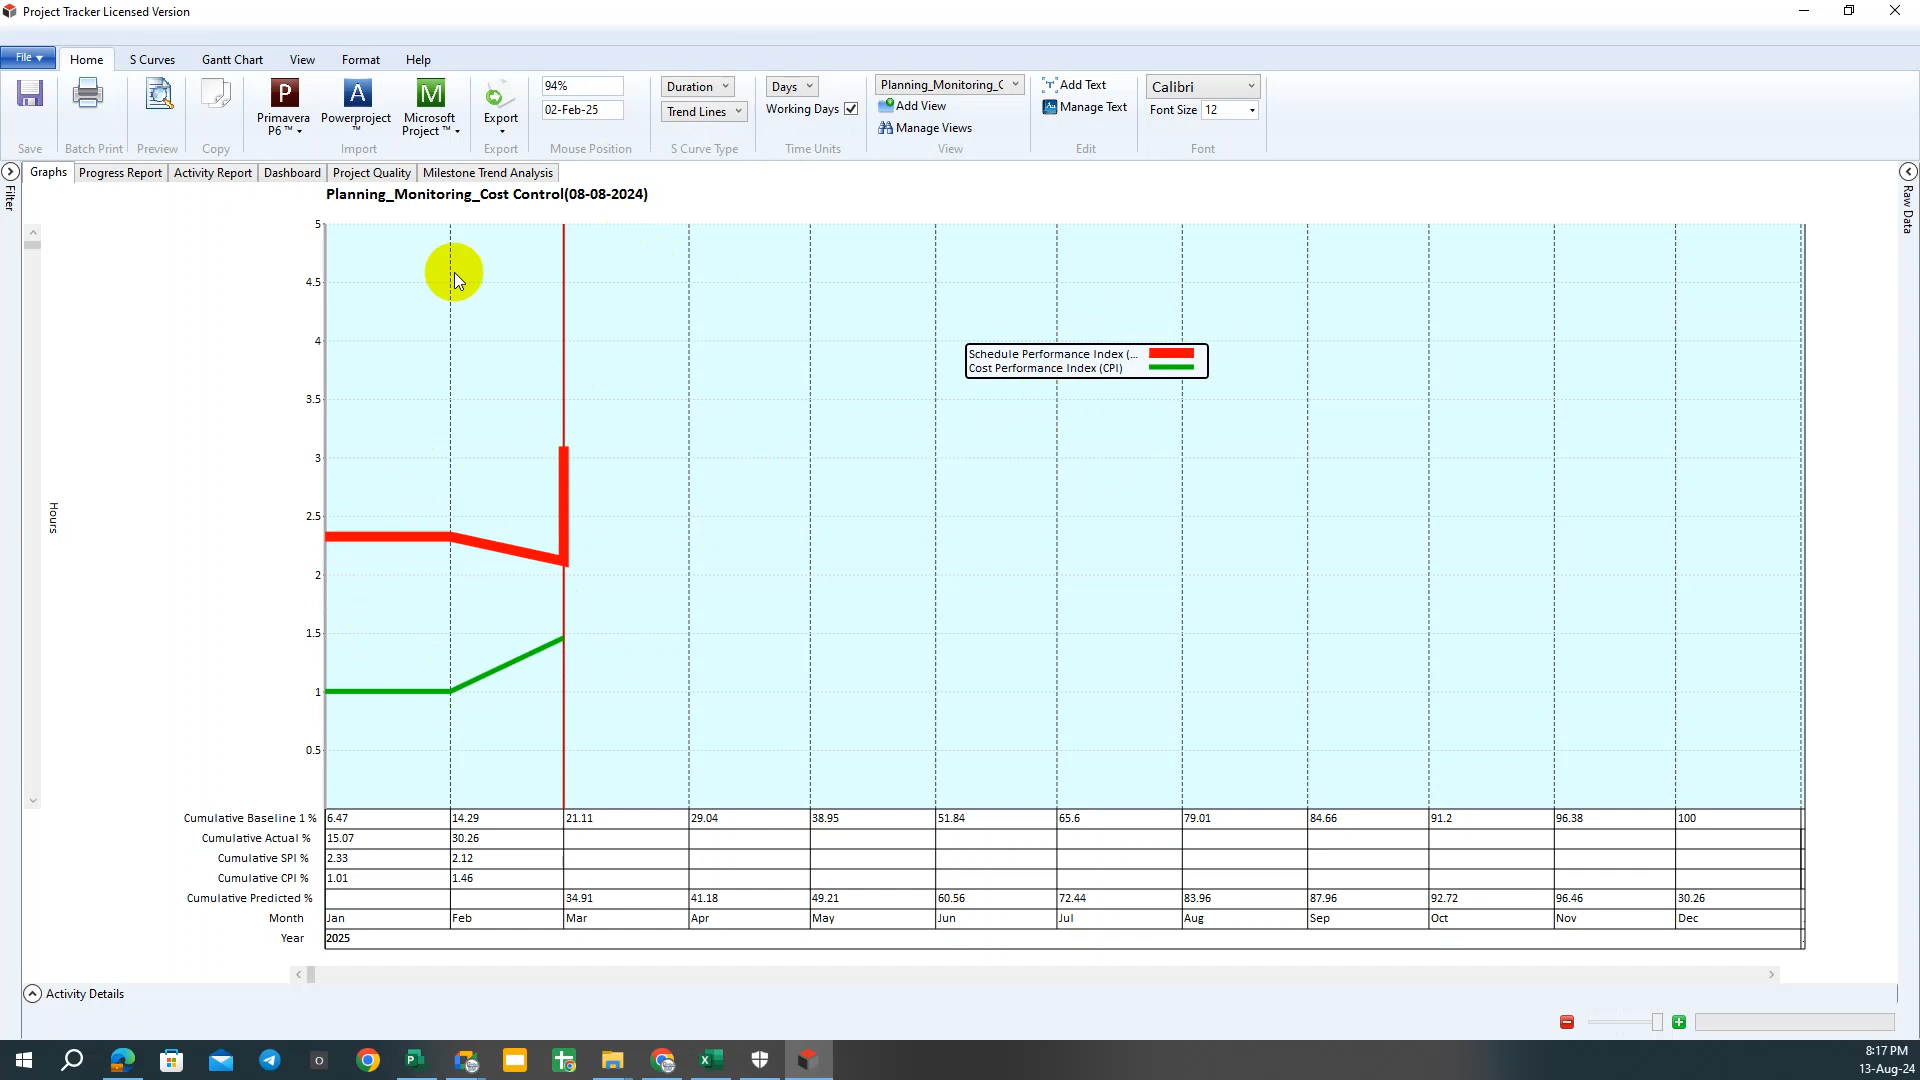 Project Tracker Licensed Version
File Home S Curves Gantt Chart View Format Help
Save
Batch Print
Preview
Copy
Primavera P6 ™
Powerproject ™
Microsoft Project ™
Import
Export
Export
94%
02-Feb-25
Mouse Position
Duration
Trend Lines
S Curve Type
Days
Working Days
Time Units
Planning_Monitoring_C
Add View
Manage Views
View
Add Text
Manage Text
Edit
Calibri
Font Size 12
Font
Filter
Graphs Progress Report Activity Report Dashboard Project Quality Milestone Trend Analysis
Raw Data
Planning_Monitoring_Cost Control(08-08-2024)
5
4.5
4
3.5
3
2.5
2
1.5
1
0.5
Hours
Schedule Performance Index (...
Cost Performance Index (CPI)
Cumulative Baseline 1 % 6.47 14.29 21.11 29.04 38.95 51.84 65.6 79.01 84.66 91.2 96.38 100
Cumulative Actual % 15.07 30.26
Cumulative SPI % 2.33 2.12
Cumulative CPI % 1.01 1.46
Cumulative Predicted % 34.91 41.18 49.21 60.56 72.44 83.96 87.96 92.72 96.46 30.26
Month Jan Feb Mar Apr May Jun Jul Aug Sep Oct Nov Dec
Year 2025
Activity Details
8:17 PM
13-Aug-24